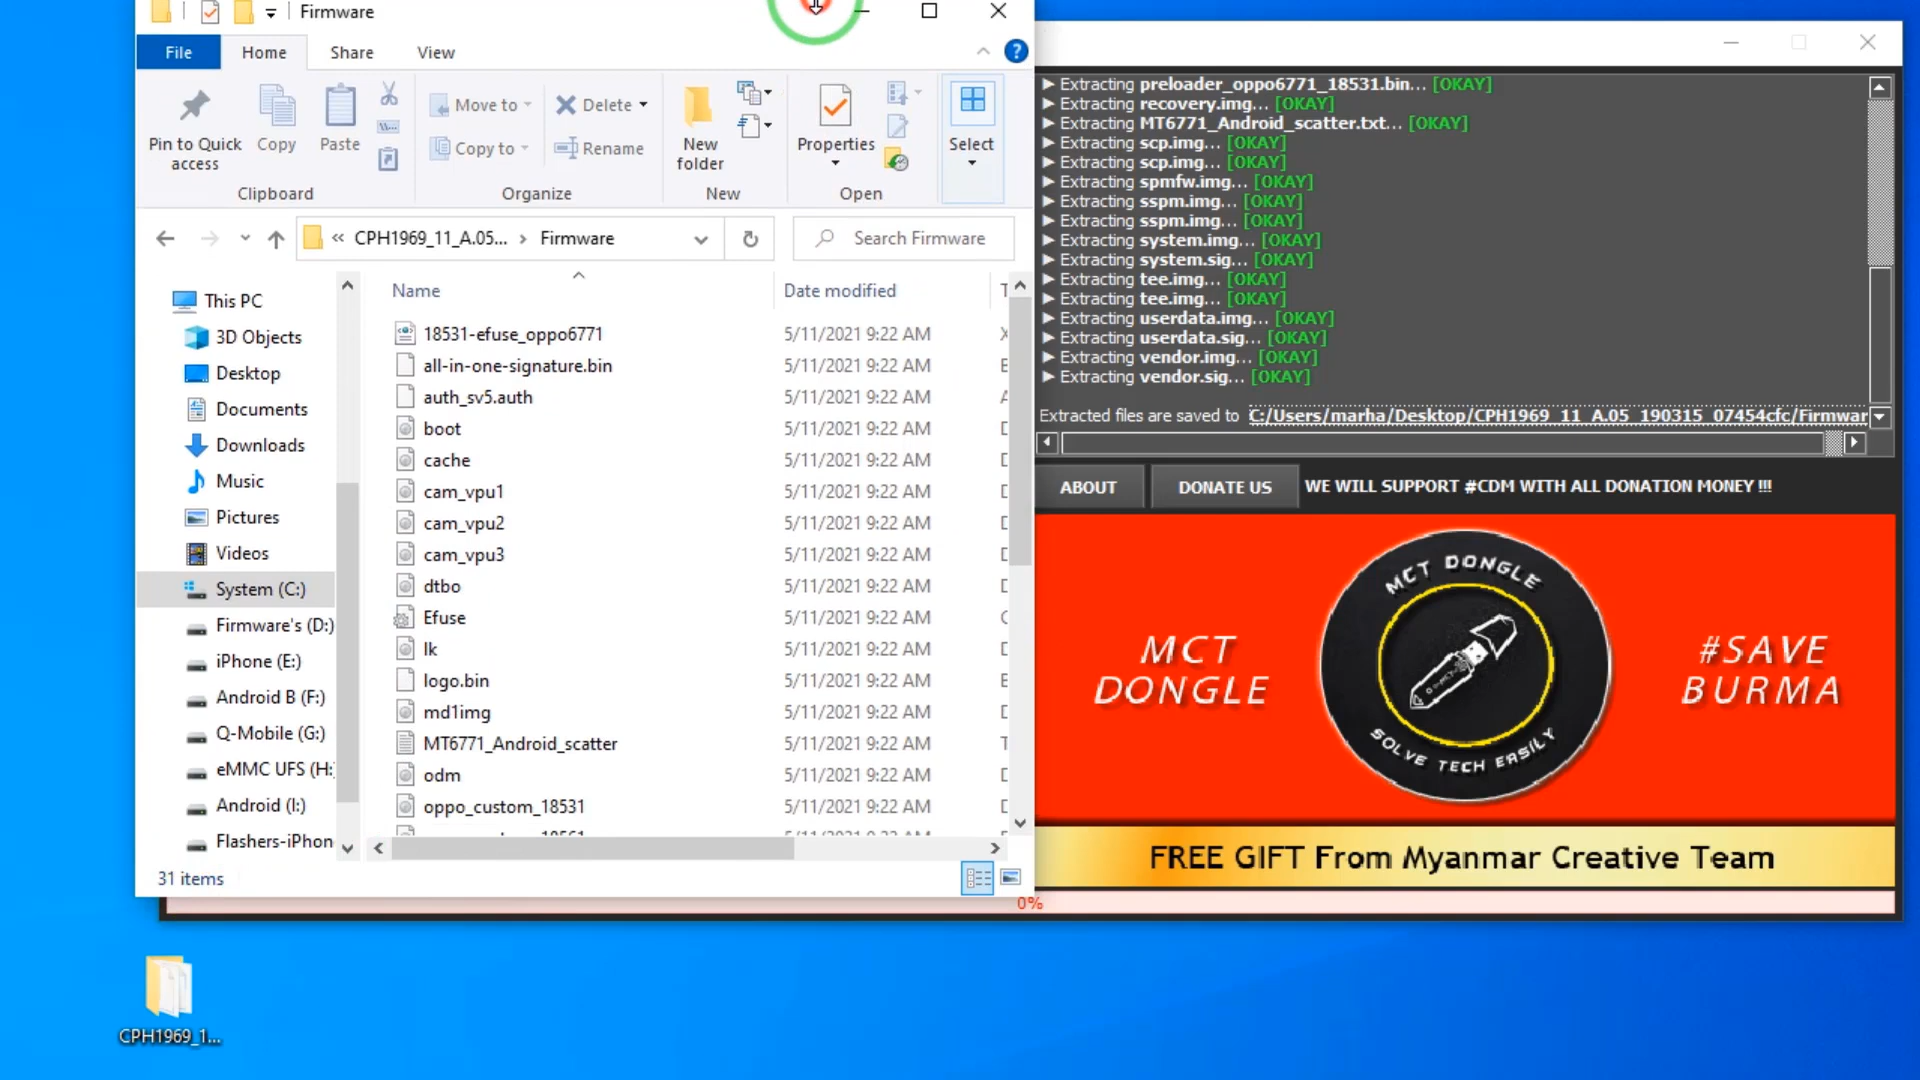 Firmware
File Home Share View
Pin to Quick access
Copy
Paste
Clipboard
Move to
Copy to
Delete
Rename
Organize
New folder
New
Properties
Open
Select
« CPH1969_11_A.05... › Firmware
Search Firmware
This PC
3D Objects
Desktop
Documents
Downloads
Music
Pictures
Videos
System (C:)
Firmware's (D:)
iPhone (E:)
Android B (F:)
Q-Mobile (G:)
eMMC UFS (H:
Android (I:)
Flashers-iPhon
Name Date modified T
18531-efuse_oppo6771 5/11/2021 9:22 AM
all-in-one-signature.bin 5/11/2021 9:22 AM
auth_sv5.auth 5/11/2021 9:22 AM
boot 5/11/2021 9:22 AM
cache 5/11/2021 9:22 AM
cam_vpu1 5/11/2021 9:22 AM
cam_vpu2 5/11/2021 9:22 AM
cam_vpu3 5/11/2021 9:22 AM
dtbo 5/11/2021 9:22 AM
Efuse 5/11/2021 9:22 AM
lk 5/11/2021 9:22 AM
logo.bin 5/11/2021 9:22 AM
md1img 5/11/2021 9:22 AM
MT6771_Android_scatter 5/11/2021 9:22 AM
odm 5/11/2021 9:22 AM
oppo_custom_18531 5/11/2021 9:22 AM
31 items
Extracting preloader_oppo6771_18531.bin... [OKAY]
Extracting recovery.img... [OKAY]
Extracting MT6771_Android_scatter.txt... [OKAY]
Extracting scp.img... [OKAY]
Extracting scp.img... [OKAY]
Extracting spmfw.img... [OKAY]
Extracting sspm.img... [OKAY]
Extracting sspm.img... [OKAY]
Extracting system.img... [OKAY]
Extracting system.sig... [OKAY]
Extracting tee.img... [OKAY]
Extracting tee.img... [OKAY]
Extracting userdata.img... [OKAY]
Extracting userdata.sig... [OKAY]
Extracting vendor.img... [OKAY]
Extracting vendor.sig... [OKAY]
Extracted files are saved to C:/Users/marha/Desktop/CPH1969_11_A.05_190315_07454cfc/Firmwar
ABOUT DONATE US WE WILL SUPPORT #CDM WITH ALL DONATION MONEY !!!
MCT DONGLE
MCT
DONGLE
SOLVE TECH EASILY
#SAVE
BURMA
FREE GIFT From Myanmar Creative Team
0%
CPH1969_1...